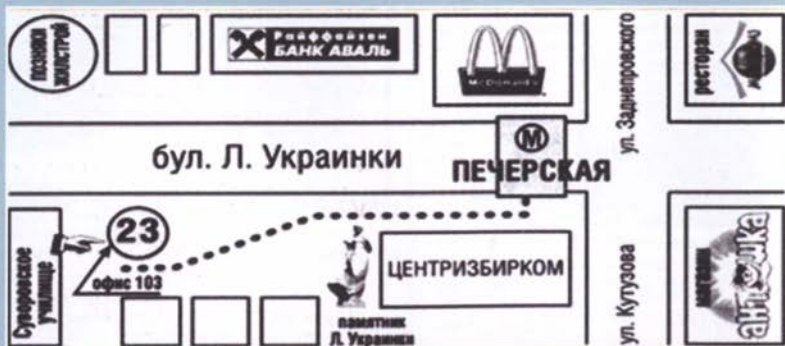 ПОЗНЯКИ
ЖИЛСТРОЙ
Райффайзен
БАНК АВАЛЬ
McDonald's
ул. Заднепровского
ресторан
бул. Л. Украинки
М
ПЕЧЕРСКАЯ
Суворовское
училище
23
офис 103
памятник
Л. Украинки
ЦЕНТРИЗБИРКОМ
ул. Кутузова
магазин
антошка